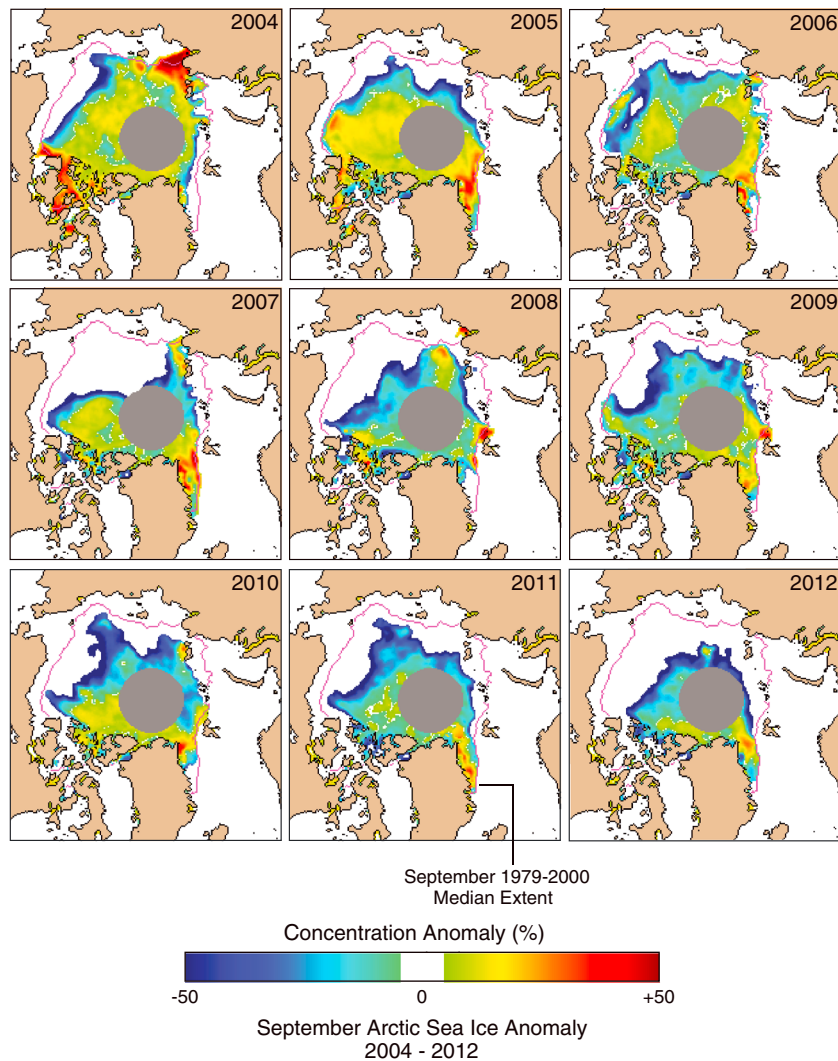 2004
2005
2006
2007
2008
2009
2010
2011
2012
September 1979-2000
Median Extent
Concentration Anomaly (%)
-50
0
+50
September Arctic Sea Ice Anomaly
2004 - 2012